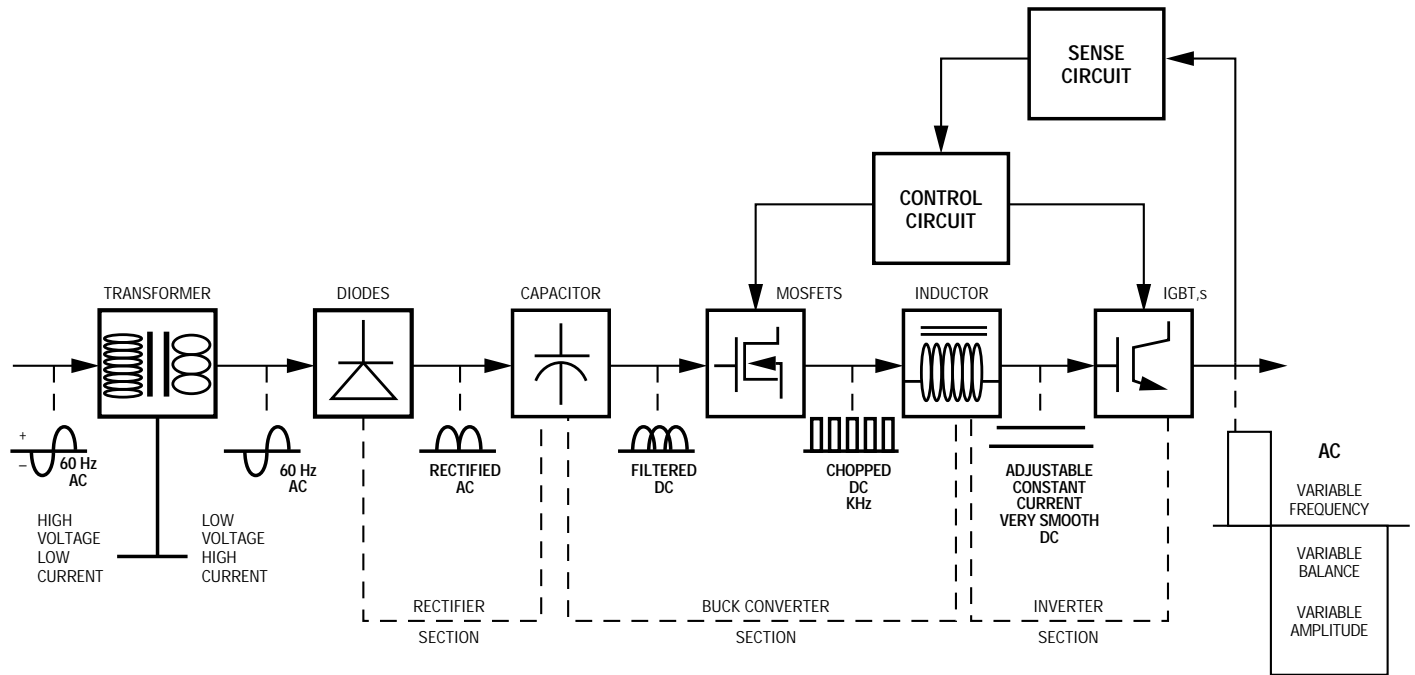 SENSE
CIRCUIT
CONTROL
CIRCUIT
TRANSFORMER
DIODES
CAPACITOR
MOSFETS
INDUCTOR
IGBT,s
+
–
60 Hz
AC
60 Hz
AC
RECTIFIED
AC
FILTERED
DC
CHOPPED
DC
KHz
ADJUSTABLE
CONSTANT
CURRENT
VERY SMOOTH
DC
AC
VARIABLE
FREQUENCY
VARIABLE
BALANCE
VARIABLE
AMPLITUDE
HIGH
VOLTAGE
LOW
CURRENT
LOW
VOLTAGE
HIGH
CURRENT
RECTIFIER
SECTION
BUCK CONVERTER
SECTION
INVERTER
SECTION